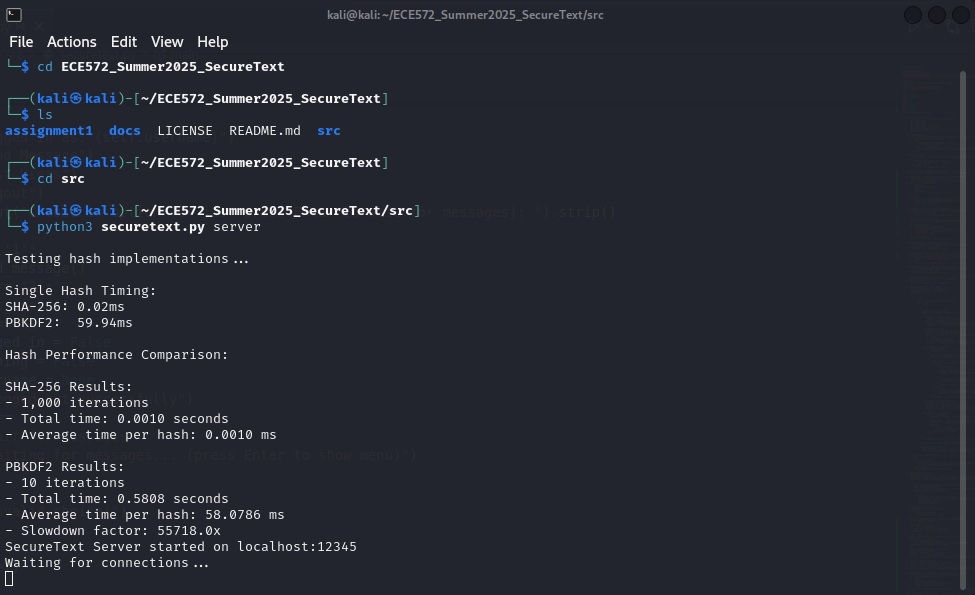 kali@kali: ~/ECE572_Summer2025_SecureText/src
File Actions Edit View Help
└─$ cd ECE572_Summer2025_SecureText
┌──(kali㉿kali)-[~/ECE572_Summer2025_SecureText]
└─$ ls
assignment1 docs LICENSE README.md src
┌──(kali㉿kali)-[~/ECE572_Summer2025_SecureText]
└─$ cd src
┌──(kali㉿kali)-[~/ECE572_Summer2025_SecureText/src]
└─$ python3 securetext.py server
Testing hash implementations...
Single Hash Timing:
SHA-256: 0.02ms
PBKDF2: 59.94ms
Hash Performance Comparison:
SHA-256 Results:
- 1,000 iterations
- Total time: 0.0010 seconds
- Average time per hash: 0.0010 ms
PBKDF2 Results:
- 10 iterations
- Total time: 0.5808 seconds
- Average time per hash: 58.0786 ms
- Slowdown factor: 55718.0x
SecureText Server started on localhost:12345
Waiting for connections...